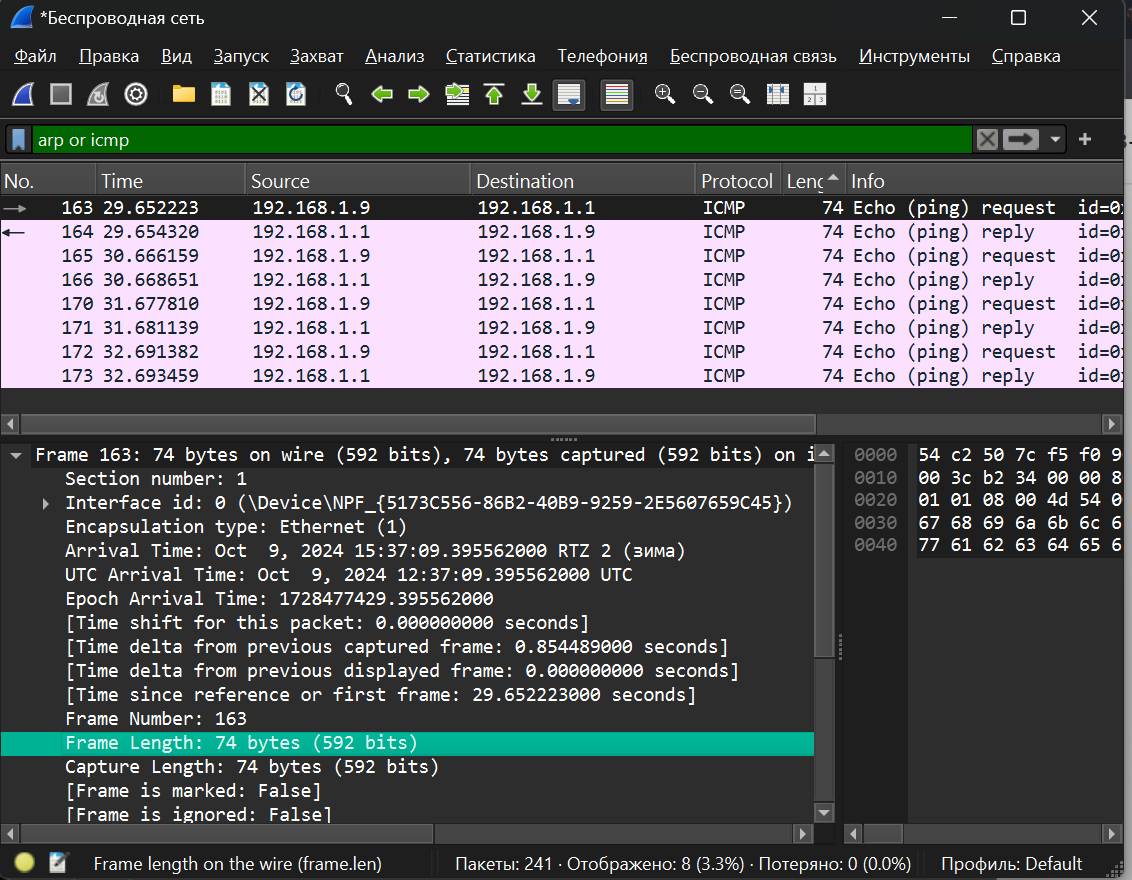 *Беспроводная сеть
Файл Правка Вид Запуск Захват Анализ Статистика Телефония Беспроводная связь Инструменты Справка
arp or icmp
No. Time Source Destination Protocol Leng Info
163 29.652223 192.168.1.9 192.168.1.1 ICMP 74 Echo (ping) request id=0x
164 29.654320 192.168.1.1 192.168.1.9 ICMP 74 Echo (ping) reply id=0x
165 30.666159 192.168.1.9 192.168.1.1 ICMP 74 Echo (ping) request id=0x
166 30.668651 192.168.1.1 192.168.1.9 ICMP 74 Echo (ping) reply id=0x
170 31.677810 192.168.1.9 192.168.1.1 ICMP 74 Echo (ping) request id=0x
171 31.681139 192.168.1.1 192.168.1.9 ICMP 74 Echo (ping) reply id=0x
172 32.691382 192.168.1.9 192.168.1.1 ICMP 74 Echo (ping) request id=0x
173 32.693459 192.168.1.1 192.168.1.9 ICMP 74 Echo (ping) reply id=0x
Frame 163: 74 bytes on wire (592 bits), 74 bytes captured (592 bits) on i
Section number: 1
Interface id: 0 (\Device\NPF_{5173C556-86B2-40B9-9259-2E5607659C45})
Encapsulation type: Ethernet (1)
Arrival Time: Oct  9, 2024 15:37:09.395562000 RTZ 2 (зима)
UTC Arrival Time: Oct  9, 2024 12:37:09.395562000 UTC
Epoch Arrival Time: 1728477429.395562000
[Time shift for this packet: 0.000000000 seconds]
[Time delta from previous captured frame: 0.854489000 seconds]
[Time delta from previous displayed frame: 0.000000000 seconds]
[Time since reference or first frame: 29.652223000 seconds]
Frame Number: 163
Frame Length: 74 bytes (592 bits)
Capture Length: 74 bytes (592 bits)
[Frame is marked: False]
[Frame is ignored: False]
0000 54 c2 50 7c f5 f0 9
0010 00 3c b2 34 00 00 8
0020 01 01 08 00 4d 54 0
0030 67 68 69 6a 6b 6c 6
0040 77 61 62 63 64 65 6
Frame length on the wire (frame.len) Пакеты: 241 · Отображено: 8 (3.3%) · Потеряно: 0 (0.0%) Профиль: Default